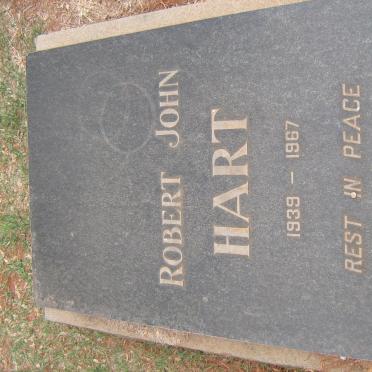 ROBERT JOHN
HART
1939 – 1967
REST IN PEACE